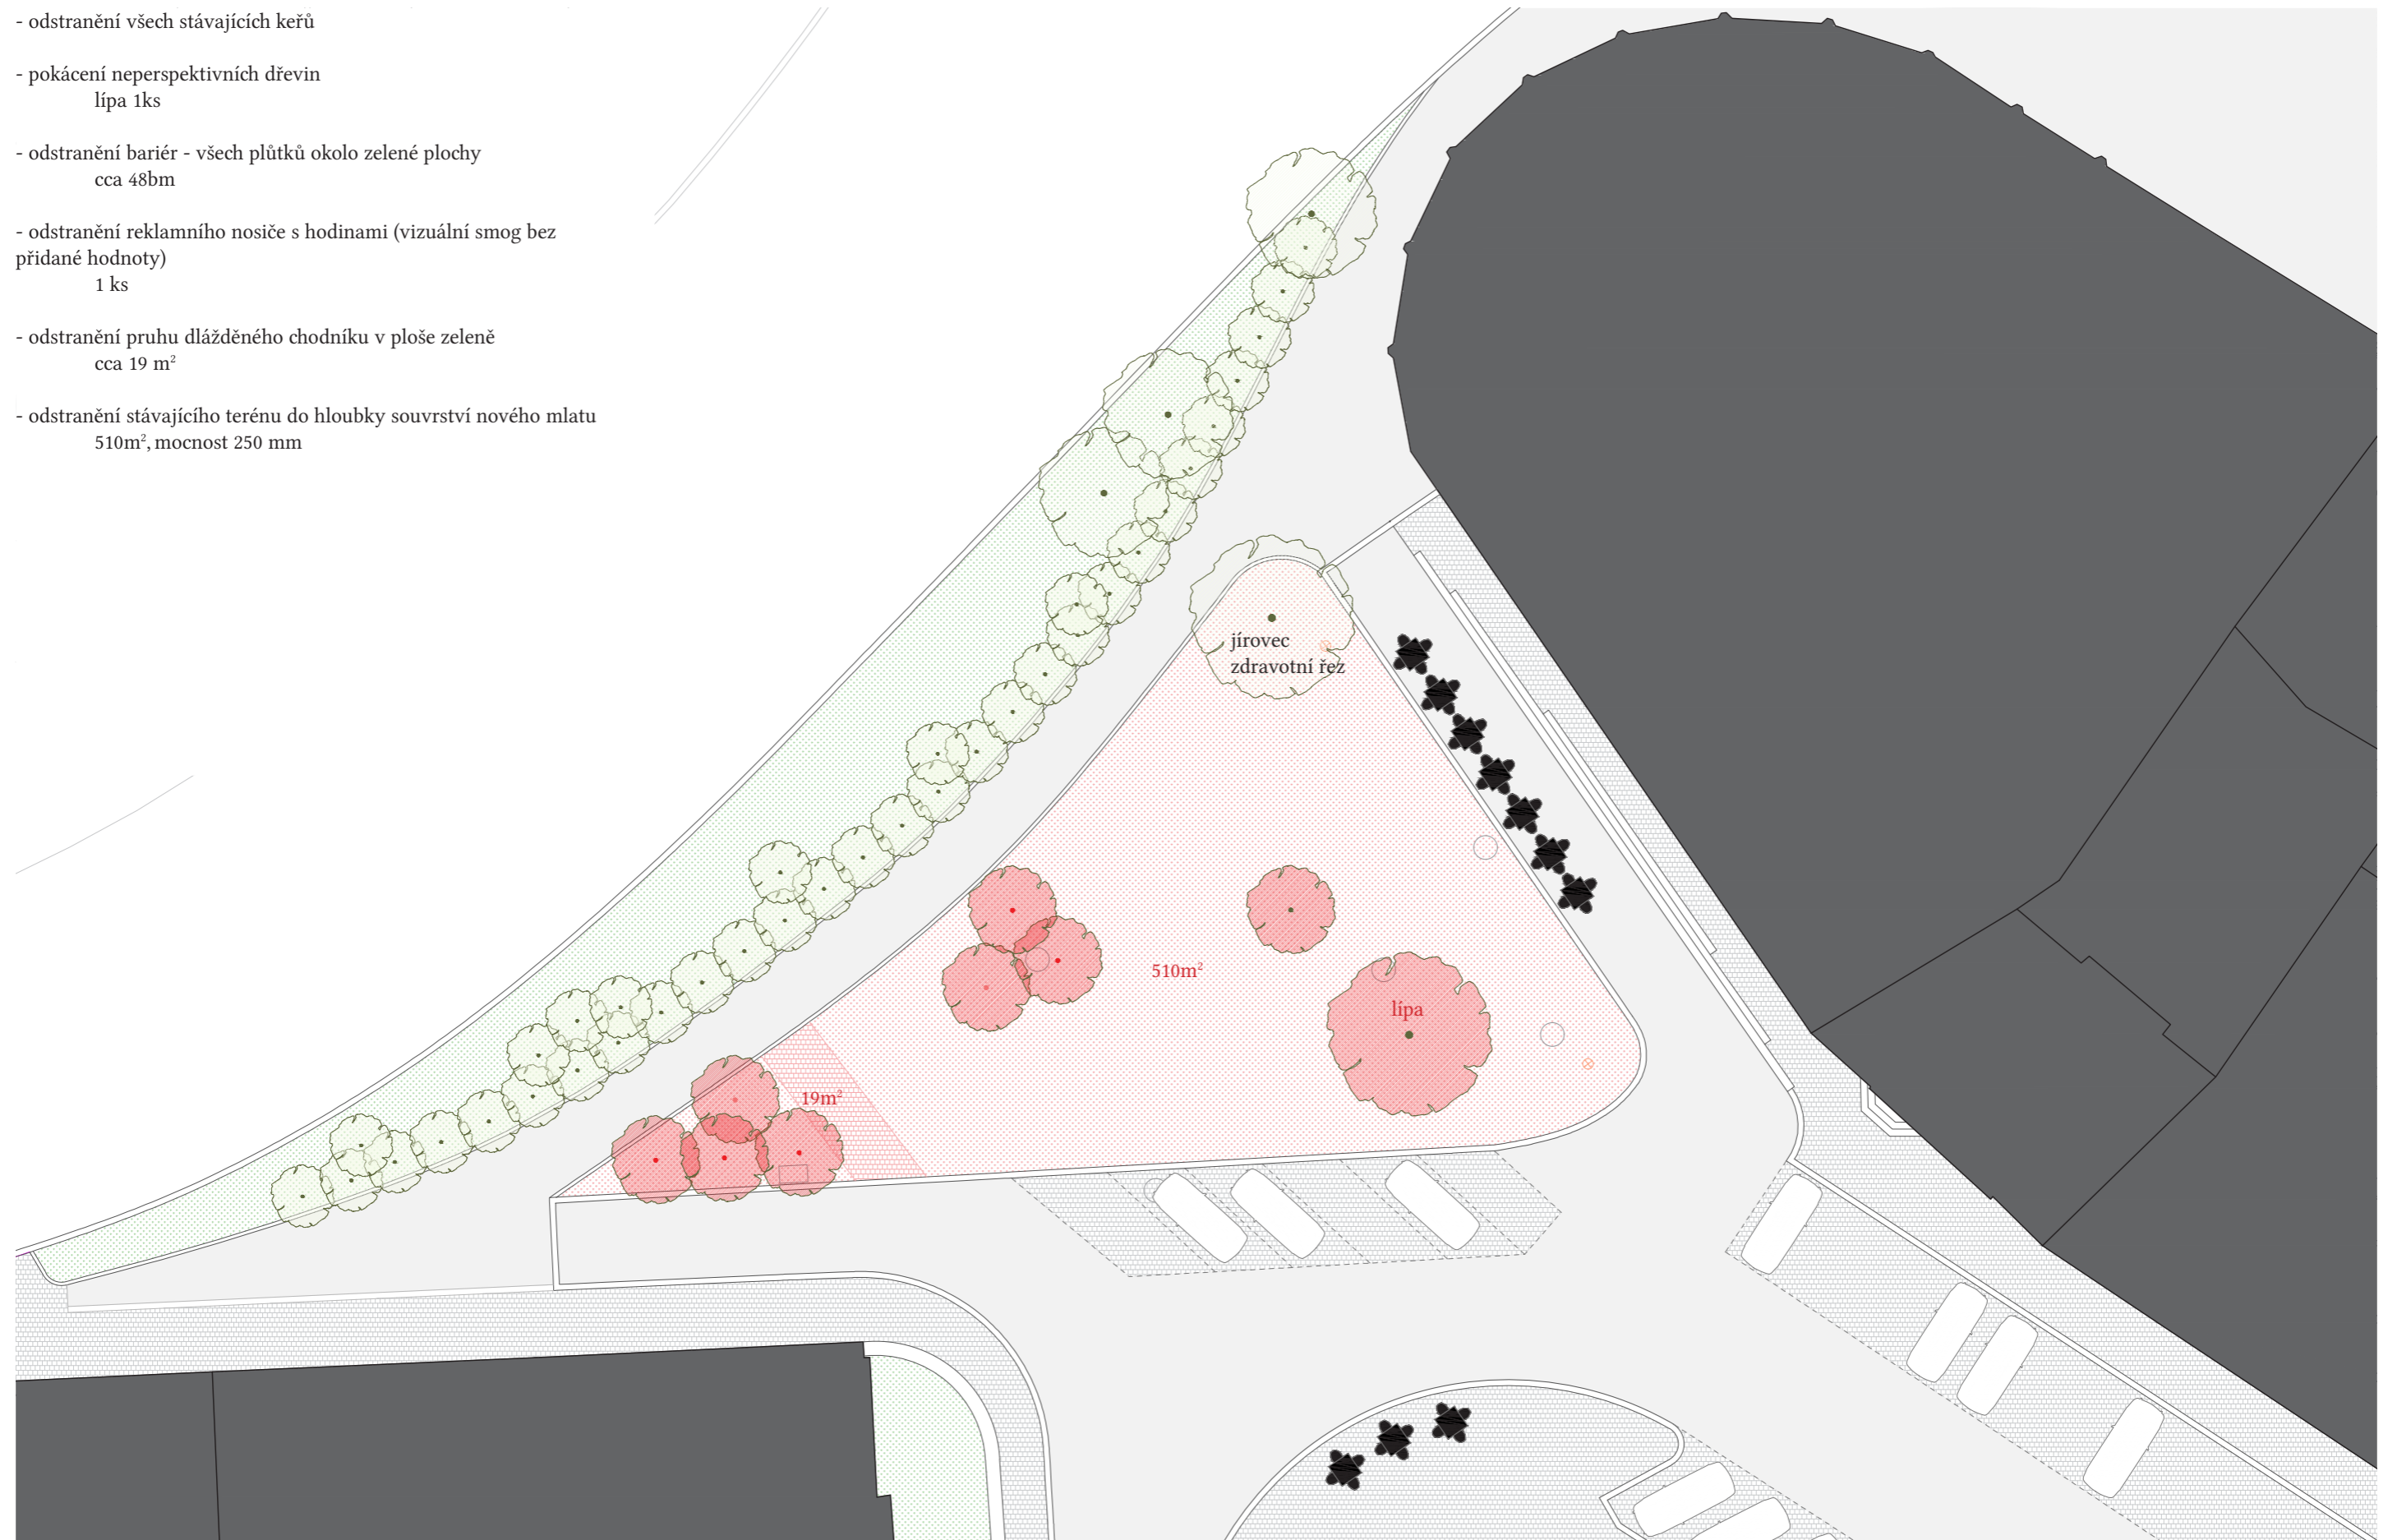 - odstranění všech stávajících keřů
- pokácení neperspektivních dřevin
lípa 1ks
- odstranění bariér - všech plůtků okolo zelené plochy
cca 48bm
- odstranění reklamního nosiče s hodinami (vizuální smog bez
přidané hodnoty)
1 ks
- odstranění pruhu dlážděného chodníku v ploše zeleně
cca 19 m²
- odstranění stávajícího terénu do hloubky souvrství nového mlatu
510m², mocnost 250 mm
jírovec
zdravotní řez
510m²
lípa
19m²